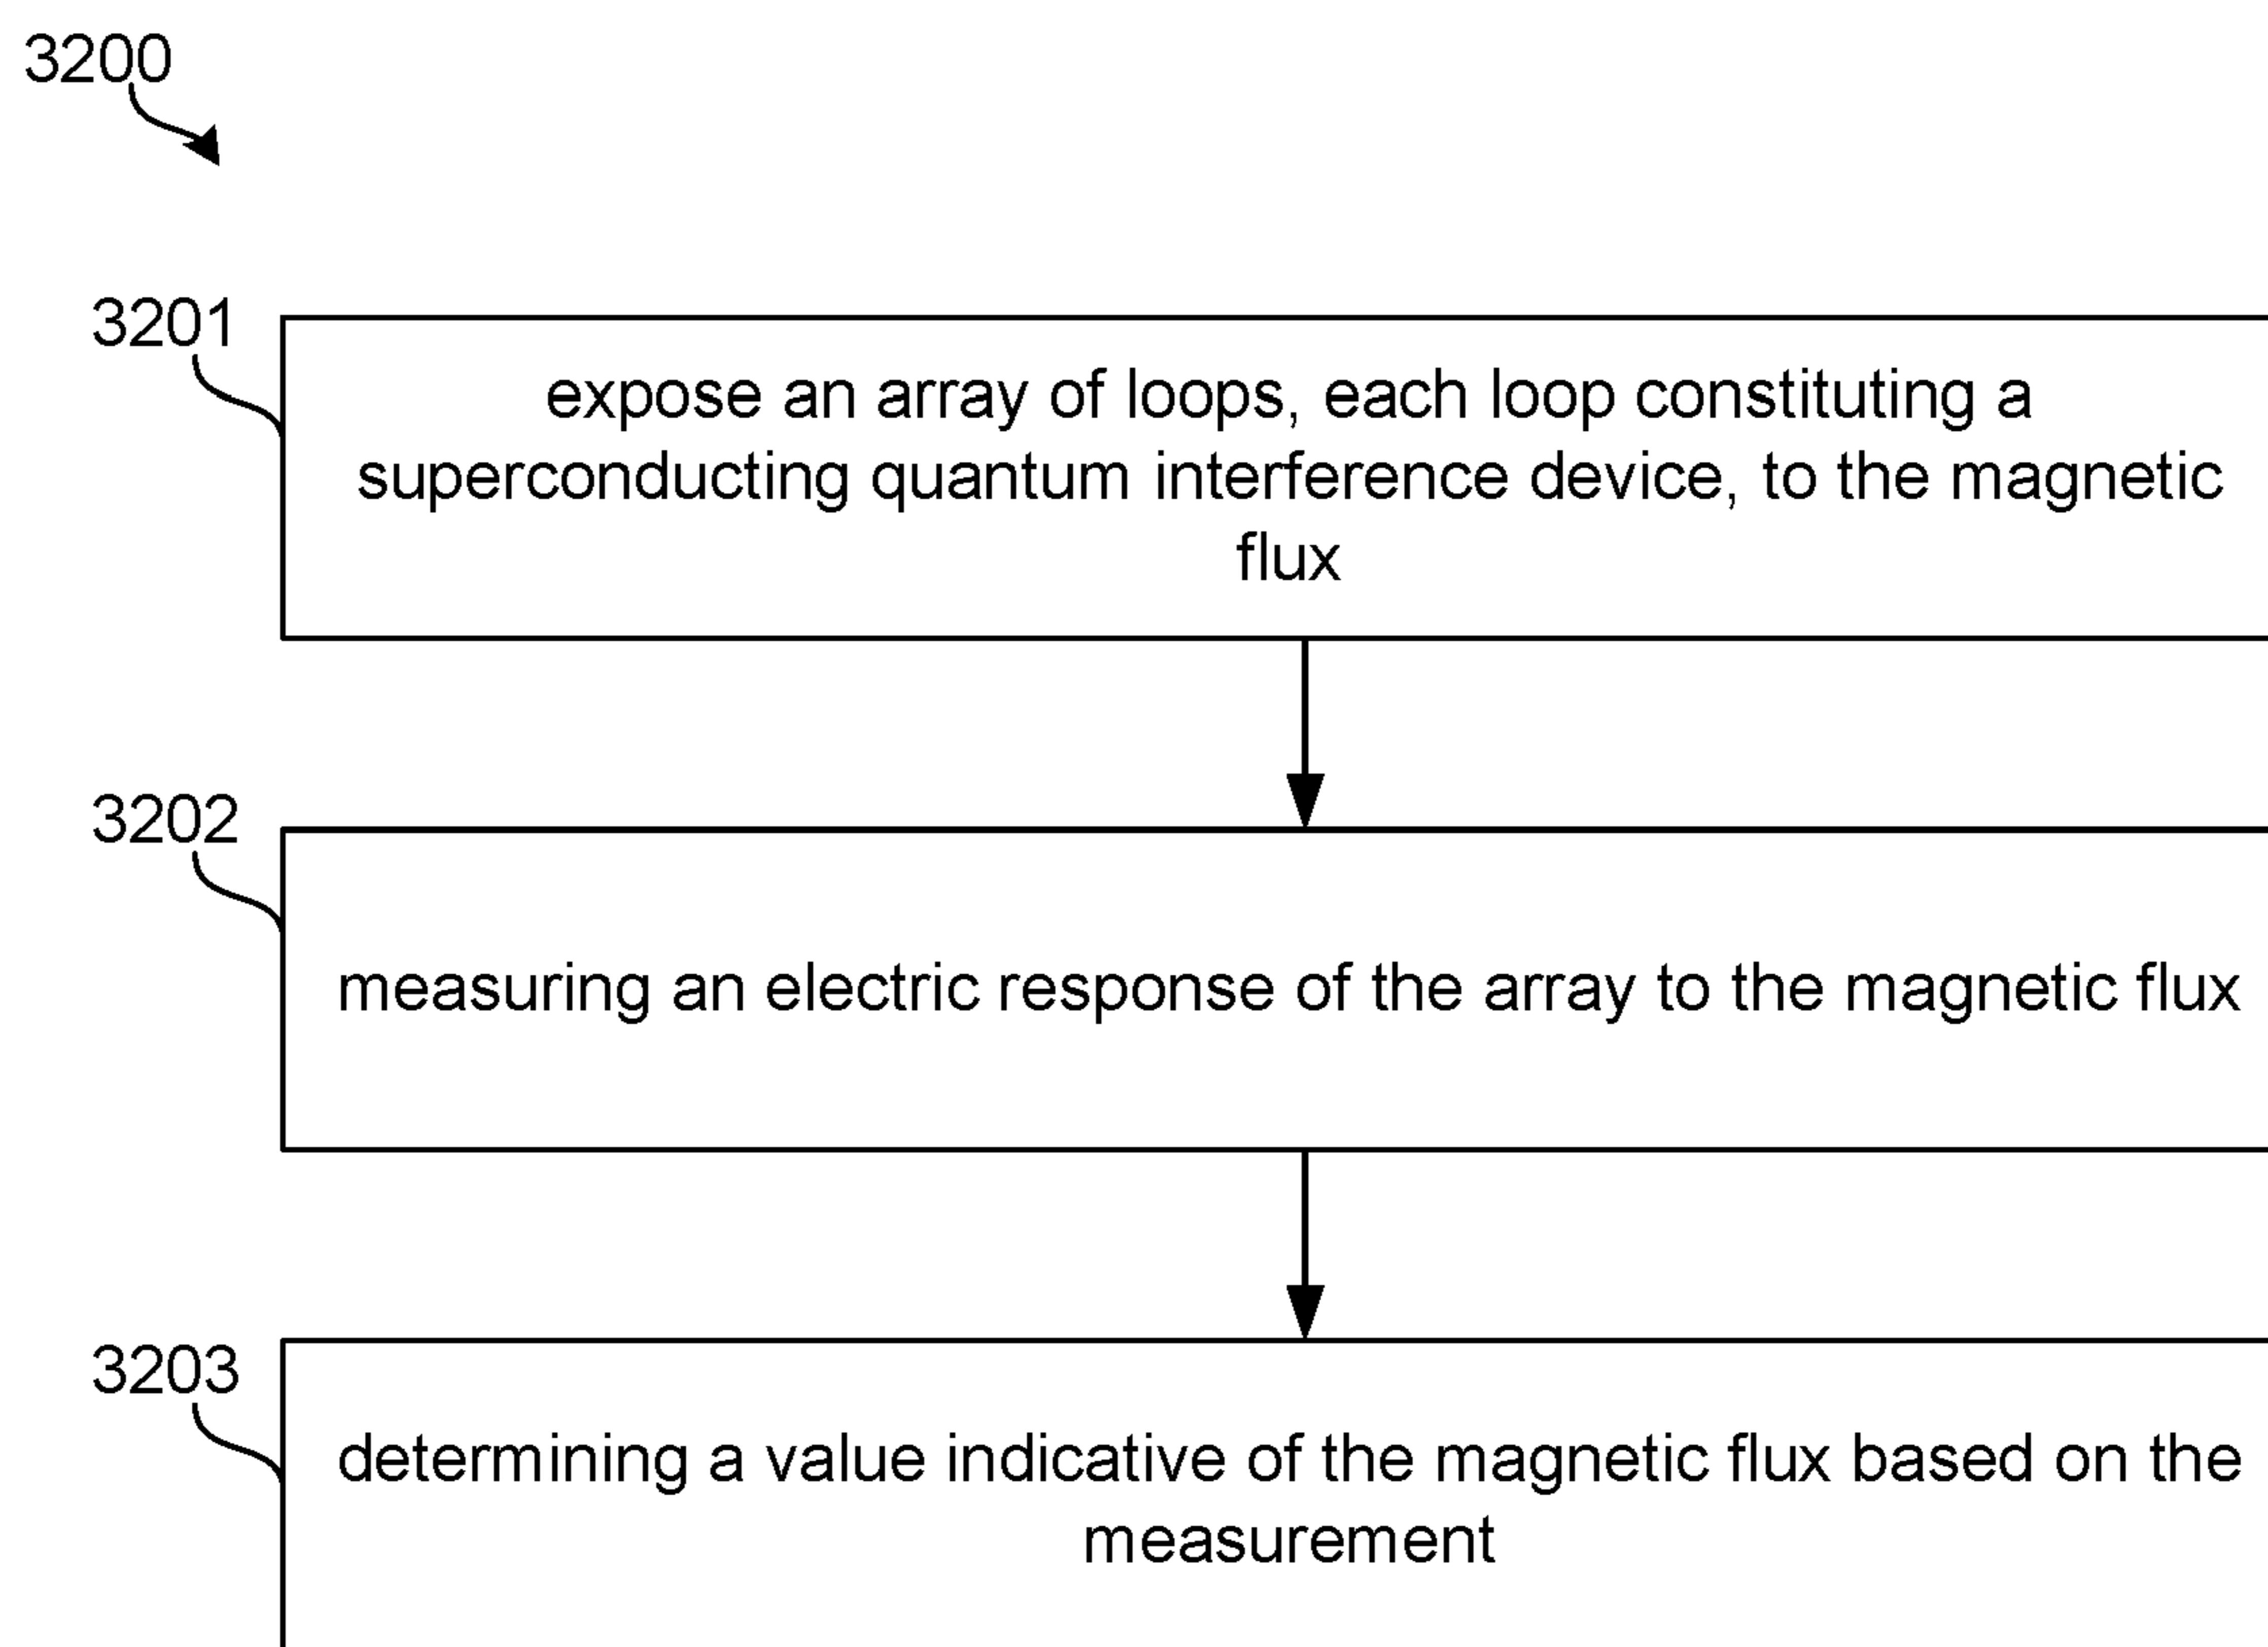 3200
3201
expose an array of loops, each loop constituting a
superconducting quantum interference device, to the magnetic
flux
3202
measuring an electric response of the array to the magnetic flux
3203
determining a value indicative of the magnetic flux based on the
measurement